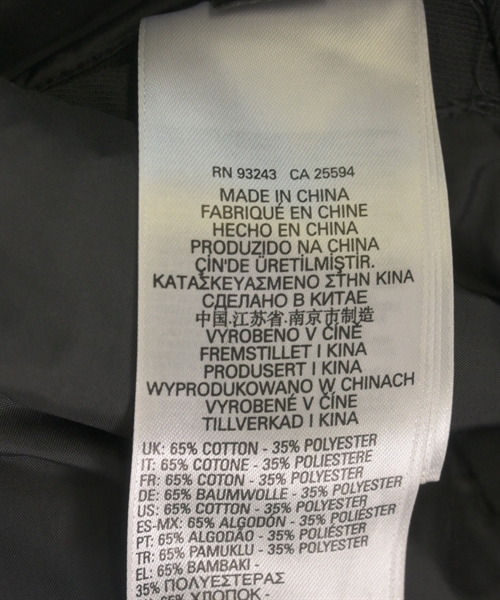 RN 93243 CA 25594
MADE IN CHINA
FABRIQUÉ EN CHINE
HECHO EN CHINA
PRODUZIDO NA CHINA
ÇİN'DE ÜRETİLMİŞTİR.
ΚΑΤΑΣΚΕΥΑΣΜΕΝΟ ΣΤΗΝ ΚΙΝΑ
СДЕЛАНО В КИТАЕ
中国.江苏省.南京市制造
VYROBENO V ČÍNĚ
FREMSTILLET I KINA
PRODUSERT I KINA
WYPRODUKOWANO W CHINACH
VYROBENÉ V ČÍNE
TILLVERKAD I KINA
UK: 65% COTTON - 35% POLYESTER
IT: 65% COTONE - 35% POLIESTERE
FR: 65% COTON - 35% POLYESTER
DE: 65% BAUMWOLLE - 35% POLYESTER
US: 65% COTTON - 35% POLYESTER
ES-MX: 65% ALGODÓN - 35% POLIÉSTER
PT: 65% ALGODÃO - 35% POLIÉSTER
TR: 65% PAMUKLU - 35% POLYESTER
EL: 65% ΒΑΜΒΑΚΙ -
35% ΠΟΛΥΕΣΤΕΡΑΣ
65% ХЛОПОК -